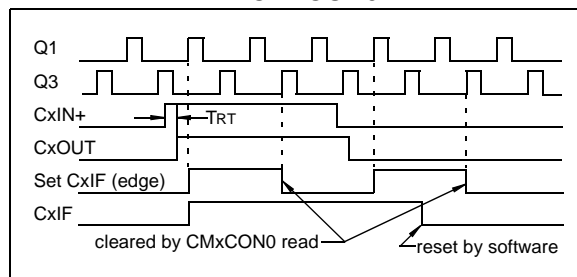 Q1
Q3
CxIN+
TRT
CxOUT
Set CxIF (edge)
CxIF
cleared by CMxCON0 read
reset by software